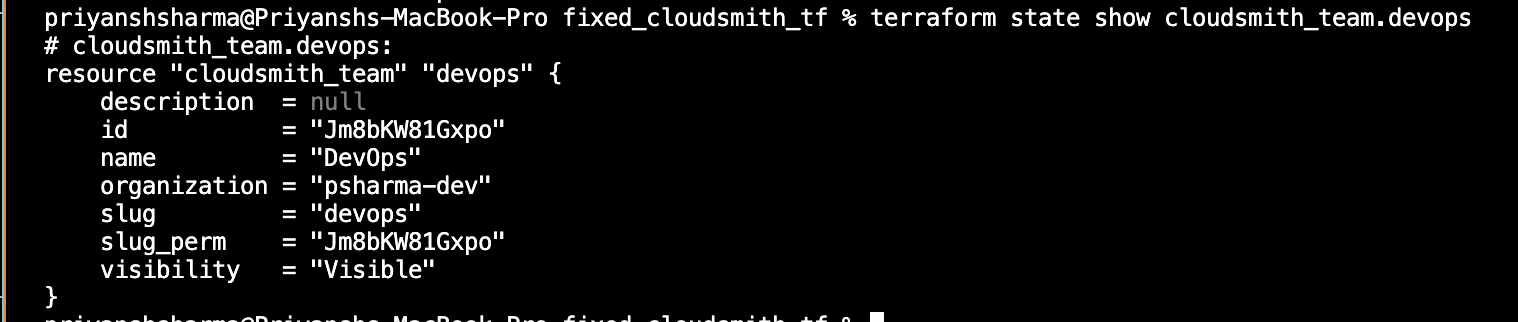 priyanshsharma@Priyanshs-MacBook-Pro fixed_cloudsmith_tf % terraform state show cloudsmith_team.devops
# cloudsmith_team.devops:
resource "cloudsmith_team" "devops" {
    description  = null
    id           = "Jm8bKW81Gxpo"
    name         = "DevOps"
    organization = "psharma-dev"
    slug         = "devops"
    slug_perm    = "Jm8bKW81Gxpo"
    visibility   = "Visible"
}
priyanshsharma@Priyanshs-MacBook-Pro fixed_cloudsmith_tf %